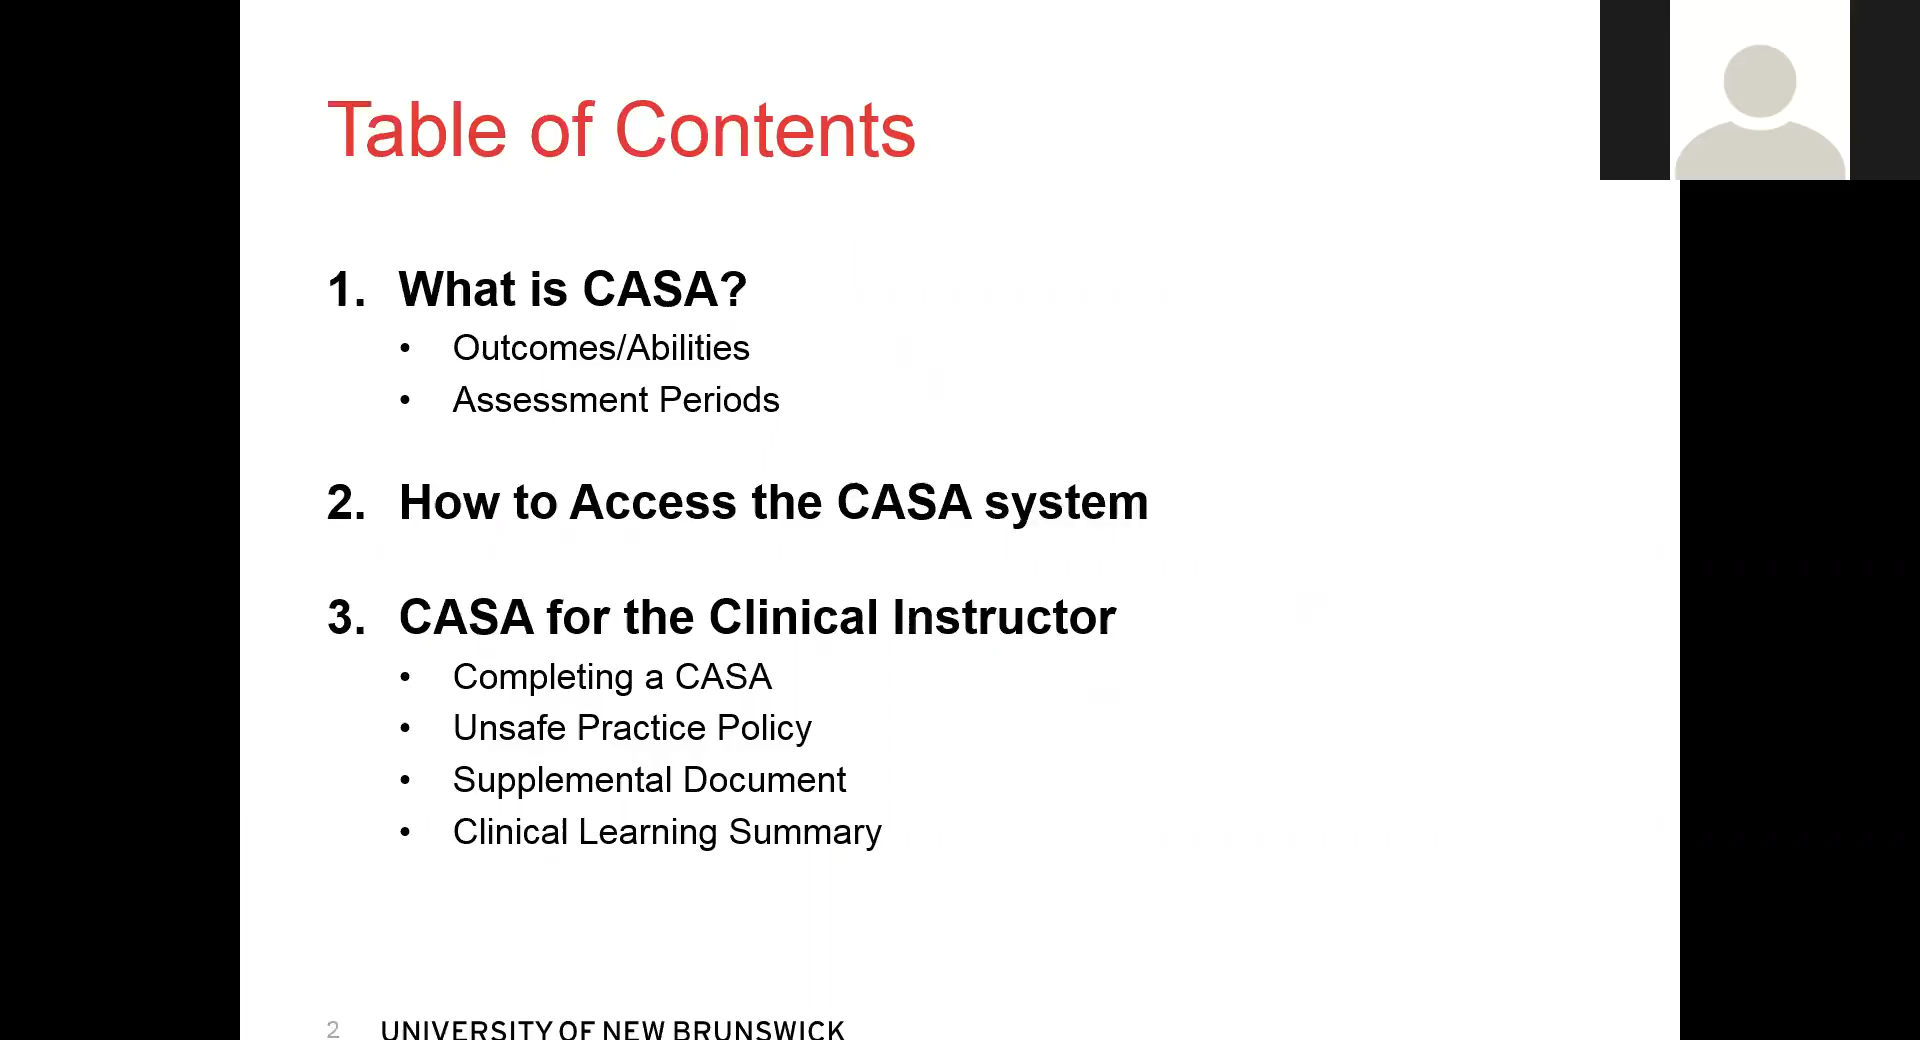 Table of Contents
1. What is CASA?
• Outcomes/Abilities
• Assessment Periods
2. How to Access the CASA system
3. CASA for the Clinical Instructor
• Completing a CASA
• Unsafe Practice Policy
• Supplemental Document
• Clinical Learning Summary
2 UNIVERSITY OF NEW BRUNSWICK